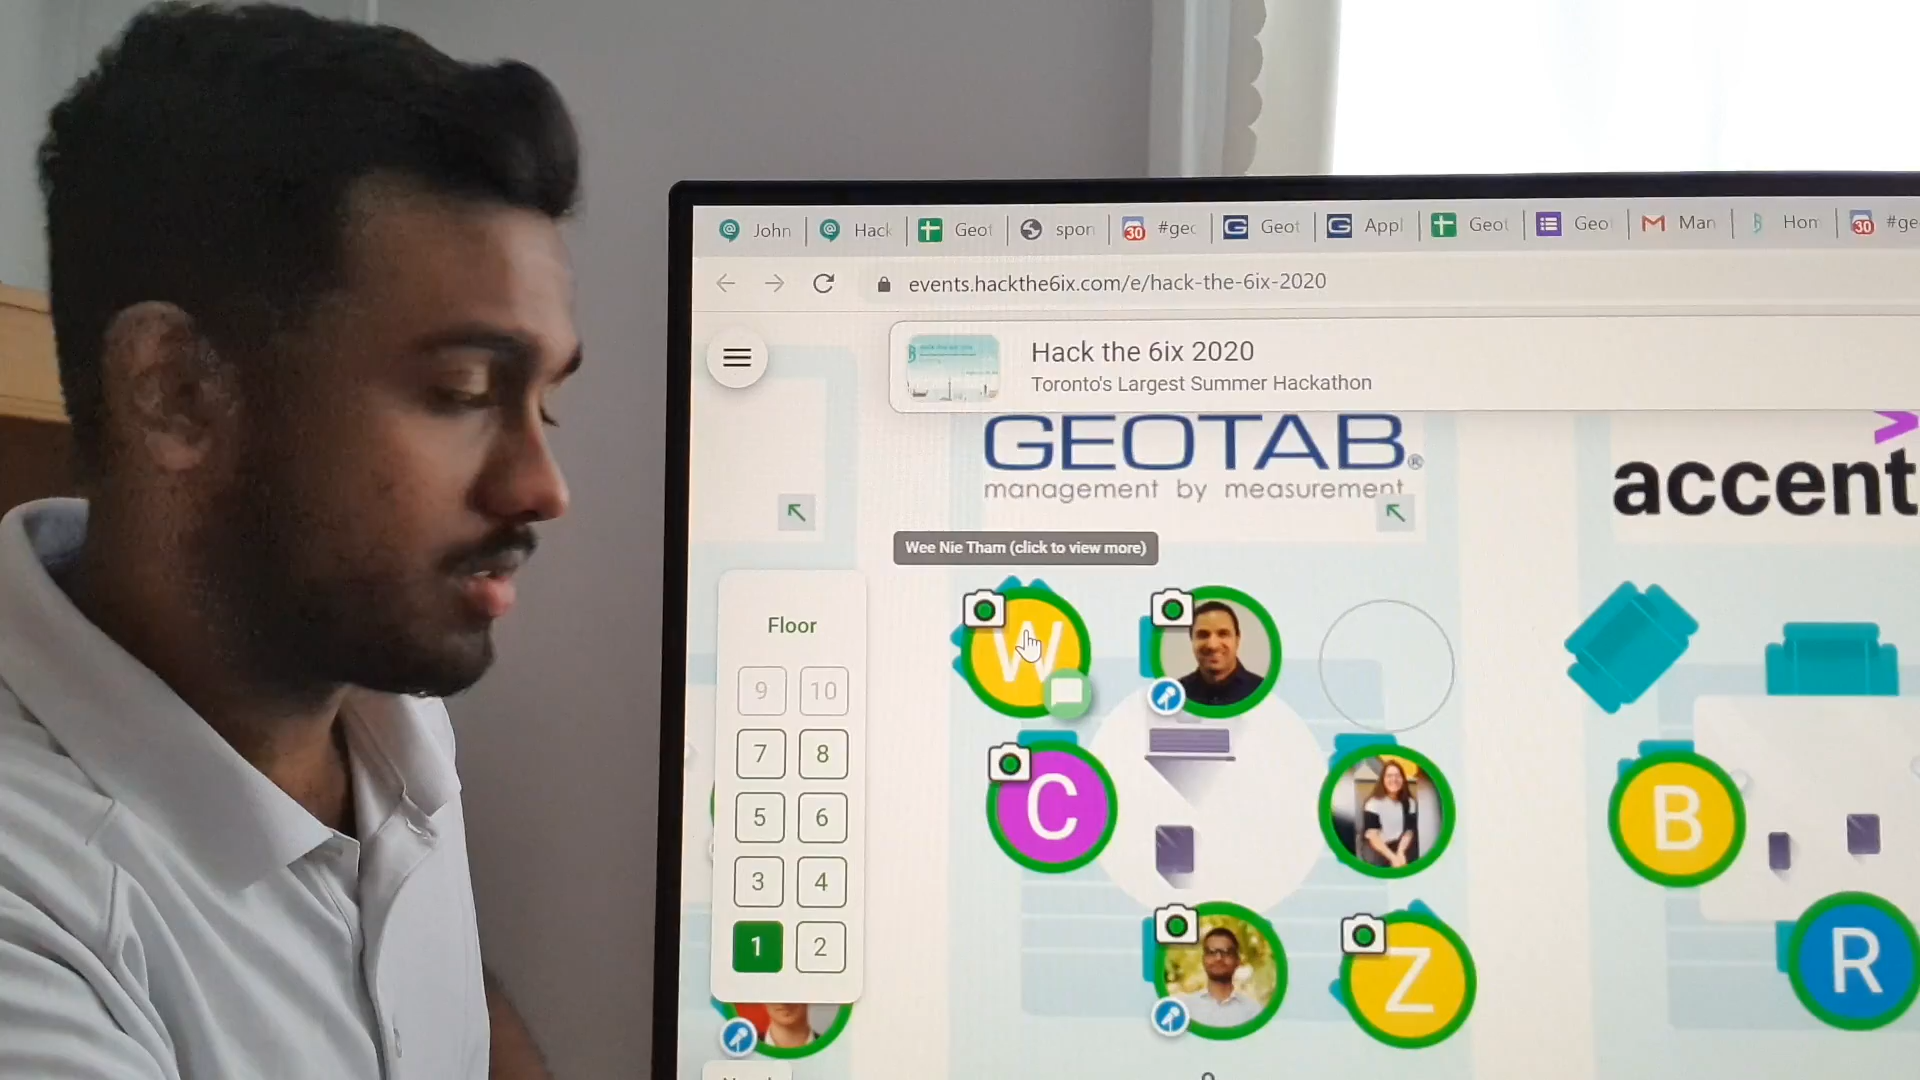 John
Hack
Geot
spon
30
#gec
Geot
Appl
Geot
Geo
Man
Hon
30
#ge
events.hackthe6ix.com/e/hack-the-6ix-2020
Hack the 6ix 2020
Toronto's Largest Summer Hackathon
GEOTAB®
management by measurement
accent
Wee Nie Tham (click to view more)
Floor
9 10
7 8
5 6
3 4
1 2
W
C
Z
B
R